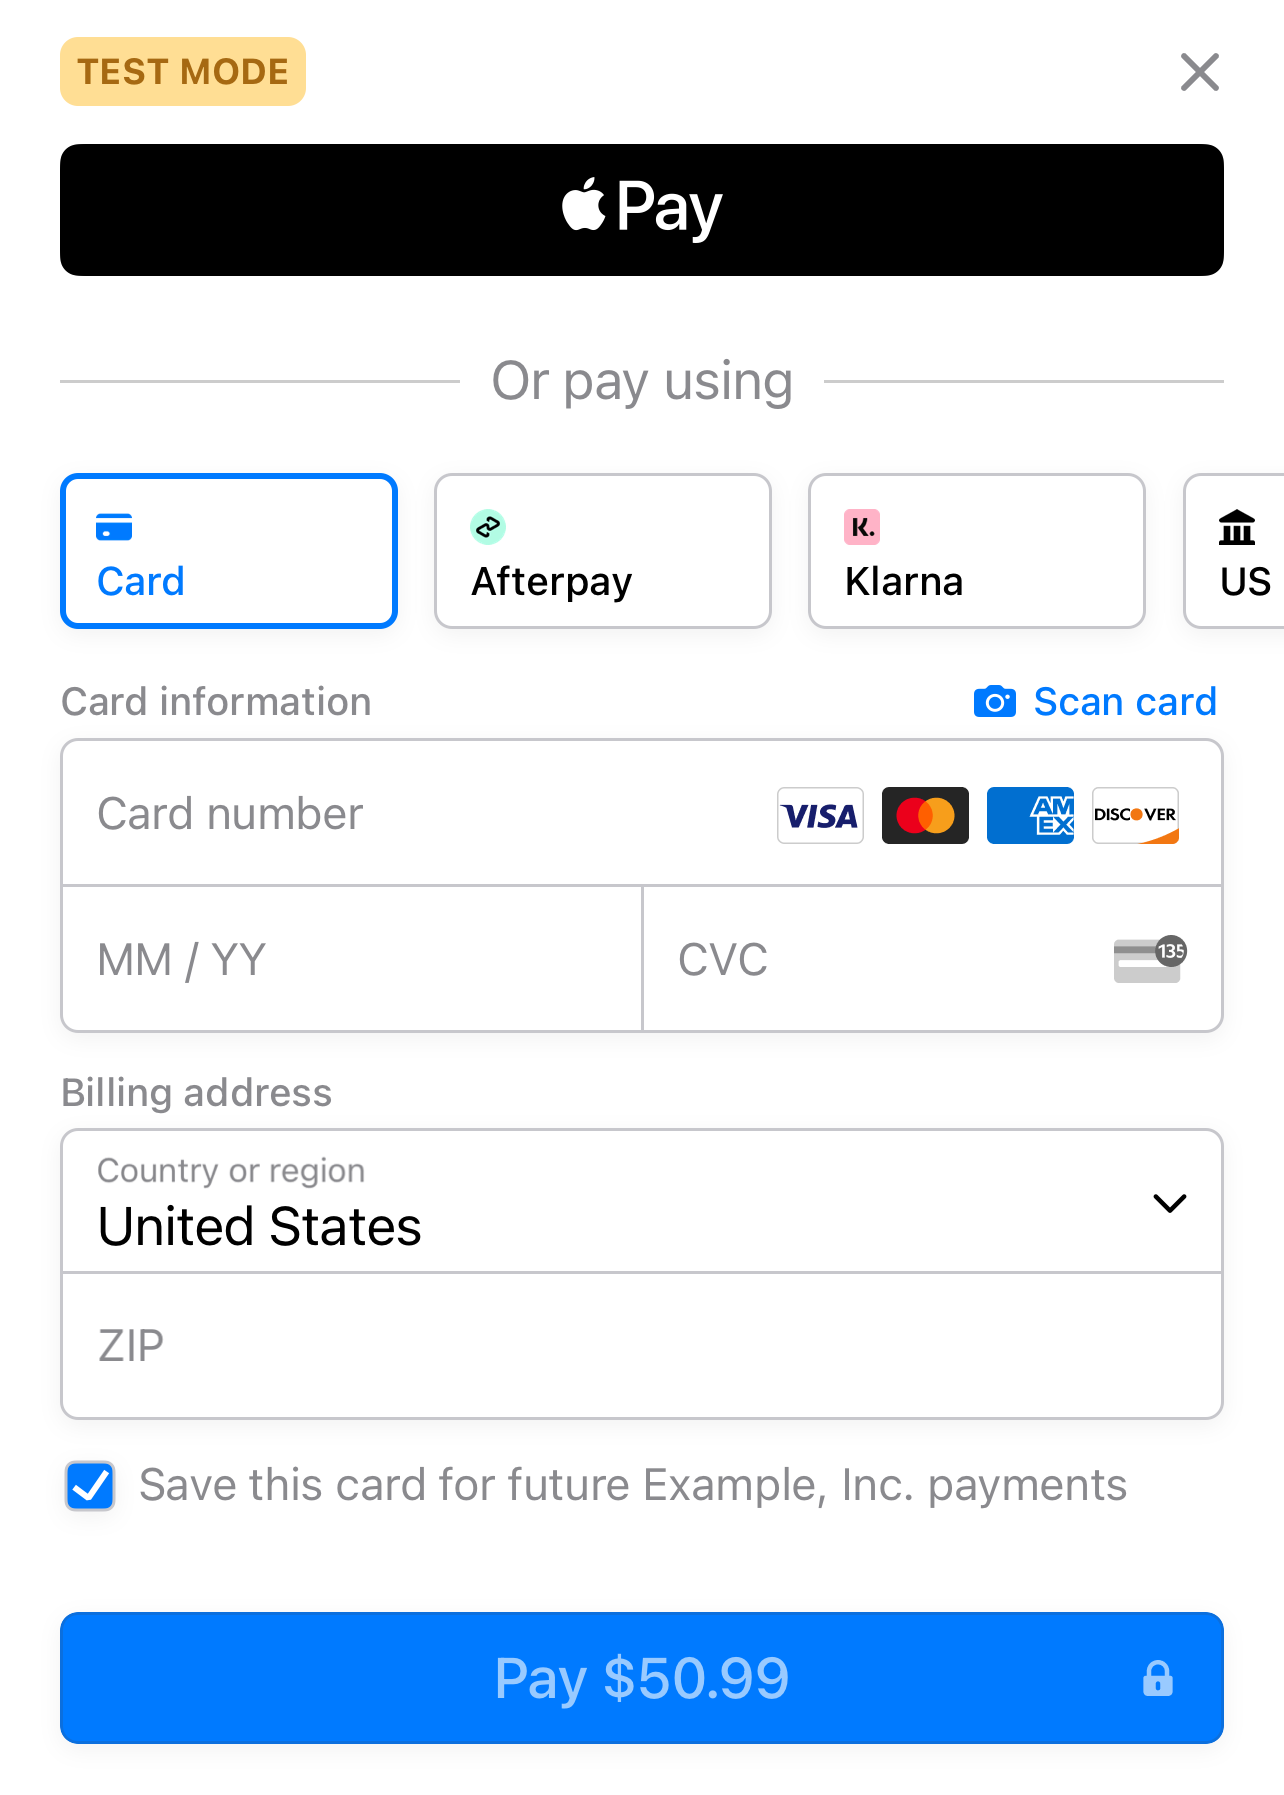 TEST MODE
Pay
Or pay using
Card
Afterpay
K.
Klarna
US
Card information
Scan card
Card number
VISA
AM
EX
DISCOVER
MM / YY
CVC
135
Billing address
Country or region
United States
ZIP
Save this card for future Example, Inc. payments
Pay $50.99